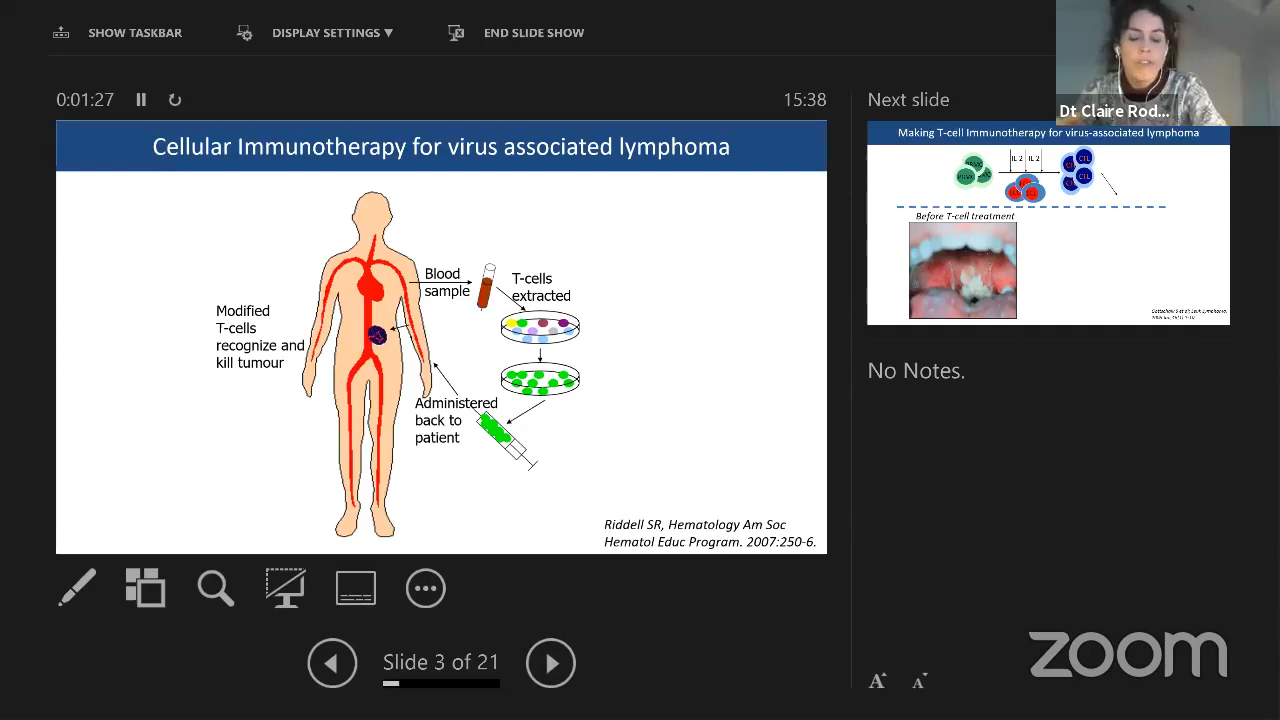 SHOW TASKBAR
DISPLAY SETTINGS ▼
END SLIDE SHOW
0:01:27
15:38
Next slide
Dt Claire Rod...
Cellular Immunotherapy for virus associated lymphoma
Blood
sample
T-cells
extracted
Modified
T-cells
recognize and
kill tumour
Administered
back to
patient
Riddell SR, Hematology Am Soc
Hematol Educ Program. 2007:250-6.
Making T-cell Immunotherapy for virus-associated lymphoma
IL 2
IL 2
CTL
CTL
CTL
CTL
Before T-cell treatment
No Notes.
Slide 3 of 21
A
A
zoom